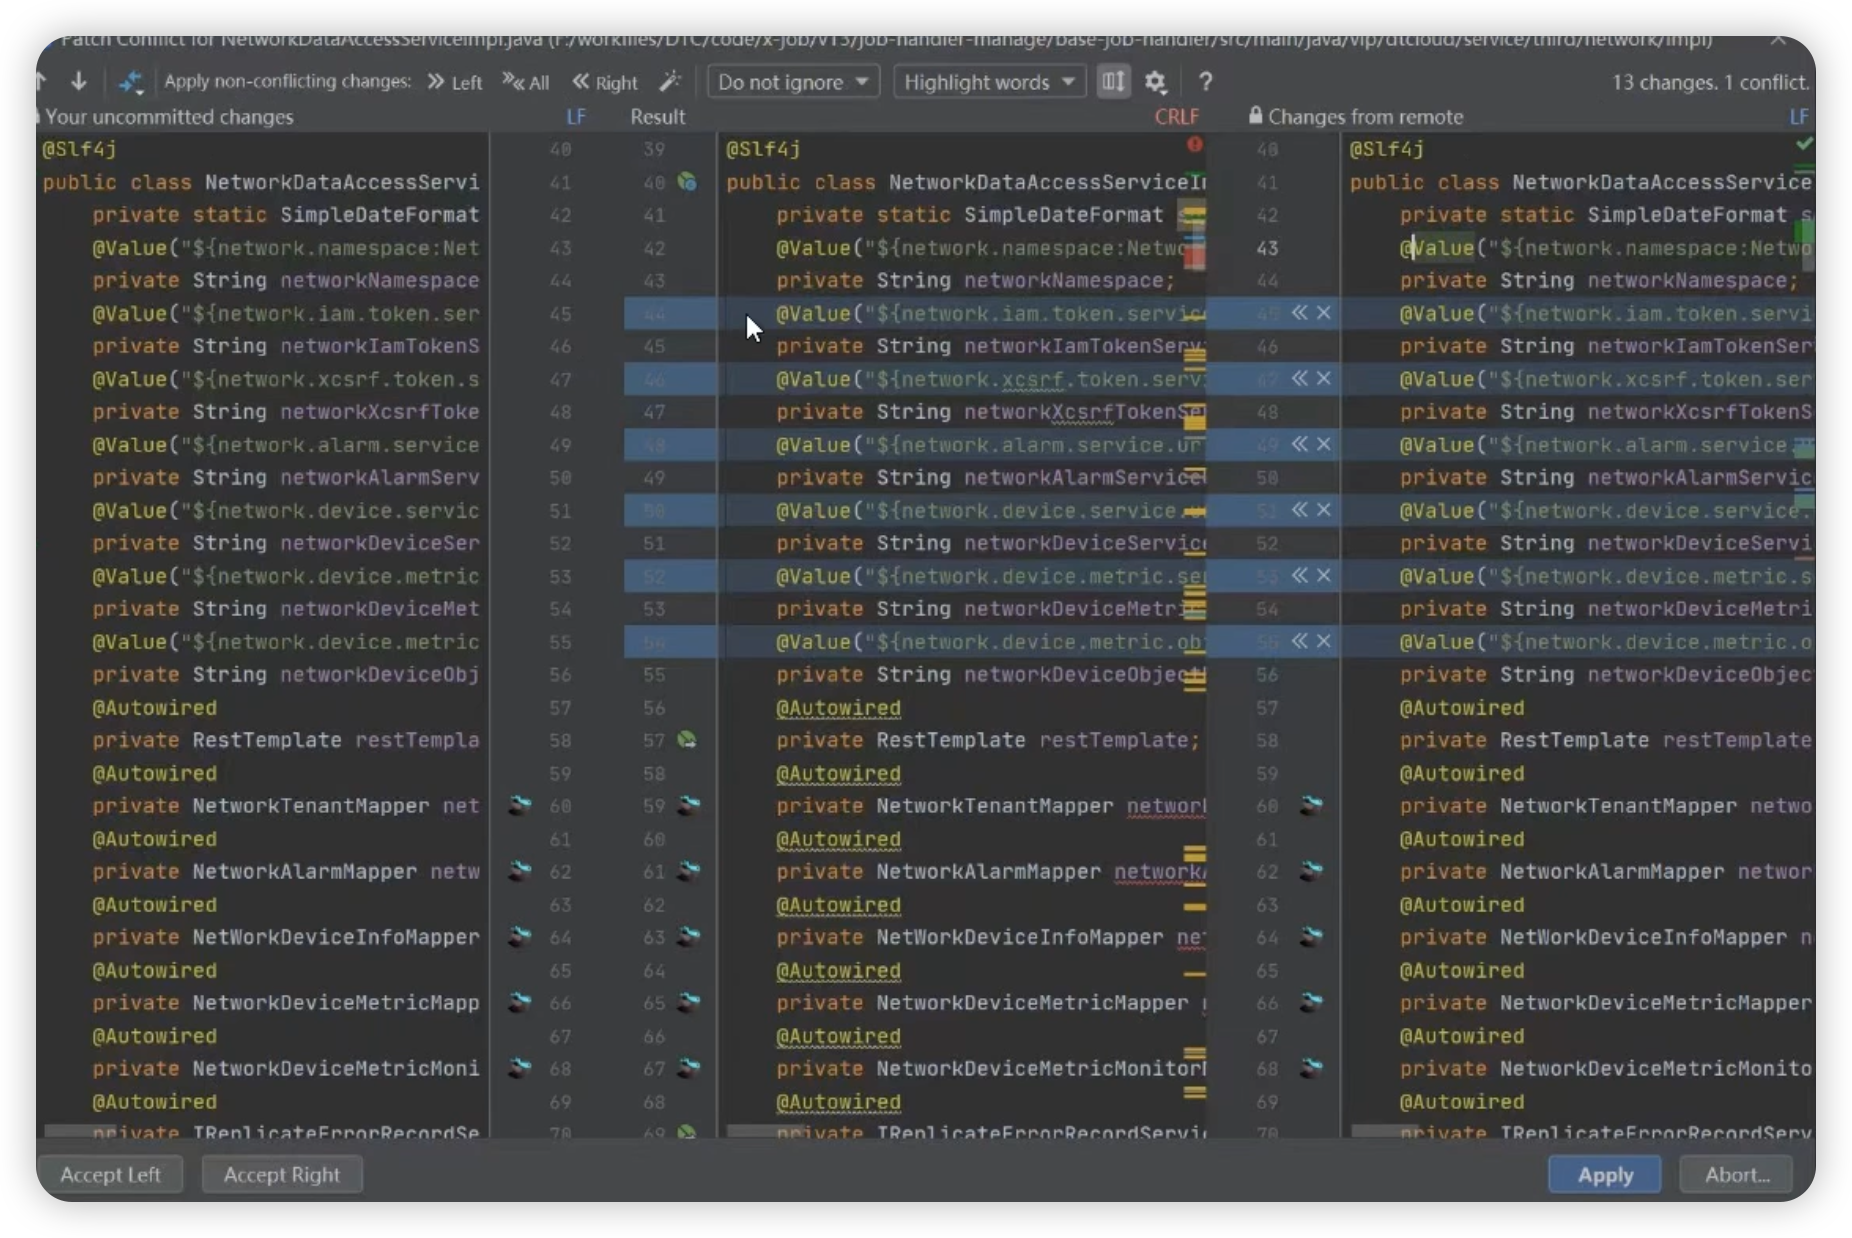 Patch Conflict for NetworkDataAccessServiceImpl.java (F:/workfiles/DTC/code/x-job/v13/job-handler-manage/base-job-handler/src/main/java/vip/dtcloud/service/third/network/impl)
Apply non-conflicting changes: Left All Right Do not ignore Highlight words ? 13 changes. 1 conflict.
Your uncommitted changes LF Result CRLF Changes from remote LF
@Slf4j 40 39 @Slf4j 40 @Slf4j
public class NetworkDataAccessServi 41 40 public class NetworkDataAccessServiceI 41 public class NetworkDataAccessService
private static SimpleDateFormat 42 41 private static SimpleDateFormat 42 private static SimpleDateFormat s
@Value("${network.namespace:Net 43 42 @Value("${network.namespace:Netwo 43 @Value("${network.namespace:Netwo
private String networkNamespace 44 43 private String networkNamespace; 44 private String networkNamespace;
@Value("${network.iam.token.ser 45 44 @Value("${network.iam.token.servic 45 @Value("${network.iam.token.servi
private String networkIamTokenS 46 45 private String networkIamTokenServ 46 private String networkIamTokenSer
@Value("${network.xcsrf.token.s 47 46 @Value("${network.xcsrf.token.serv 47 @Value("${network.xcsrf.token.ser
private String networkXcsrfToke 48 47 private String networkXcsrfTokenSe 48 private String networkXcsrfTokenS
@Value("${network.alarm.service 49 48 @Value("${network.alarm.service.ur 49 @Value("${network.alarm.service.
private String networkAlarmServ 50 49 private String networkAlarmService 50 private String networkAlarmServic
@Value("${network.device.servic 51 50 @Value("${network.device.service. 51 @Value("${network.device.service.
private String networkDeviceSer 52 51 private String networkDeviceService 52 private String networkDeviceServi
@Value("${network.device.metric 53 52 @Value("${network.device.metric.se 53 @Value("${network.device.metric.s
private String networkDeviceMet 54 53 private String networkDeviceMetri 54 private String networkDeviceMetri
@Value("${network.device.metric 55 54 @Value("${network.device.metric.ob 55 @Value("${network.device.metric.o
private String networkDeviceObj 56 55 private String networkDeviceObject 56 private String networkDeviceObjec
@Autowired 57 56 @Autowired 57 @Autowired
private RestTemplate restTempla 58 57 private RestTemplate restTemplate; 58 private RestTemplate restTemplate
@Autowired 59 58 @Autowired 59 @Autowired
private NetworkTenantMapper net 60 59 private NetworkTenantMapper network 60 private NetworkTenantMapper netwo
@Autowired 61 60 @Autowired 61 @Autowired
private NetworkAlarmMapper netw 62 61 private NetworkAlarmMapper networkA 62 private NetworkAlarmMapper networ
@Autowired 63 62 @Autowired 63 @Autowired
private NetWorkDeviceInfoMapper 64 63 private NetWorkDeviceInfoMapper net 64 private NetWorkDeviceInfoMapper n
@Autowired 65 64 @Autowired 65 @Autowired
private NetworkDeviceMetricMapp 66 65 private NetworkDeviceMetricMapper 66 private NetworkDeviceMetricMapper
@Autowired 67 66 @Autowired 67 @Autowired
private NetworkDeviceMetricMoni 68 67 private NetworkDeviceMetricMonitor 68 private NetworkDeviceMetricMonito
@Autowired 69 68 @Autowired 69 @Autowired
private IReplicateErrorRecordSe 70 69 private IReplicateErrorRecordServi 70 private IReplicateErrorRecordServ
Accept Left Accept Right Apply Abort...